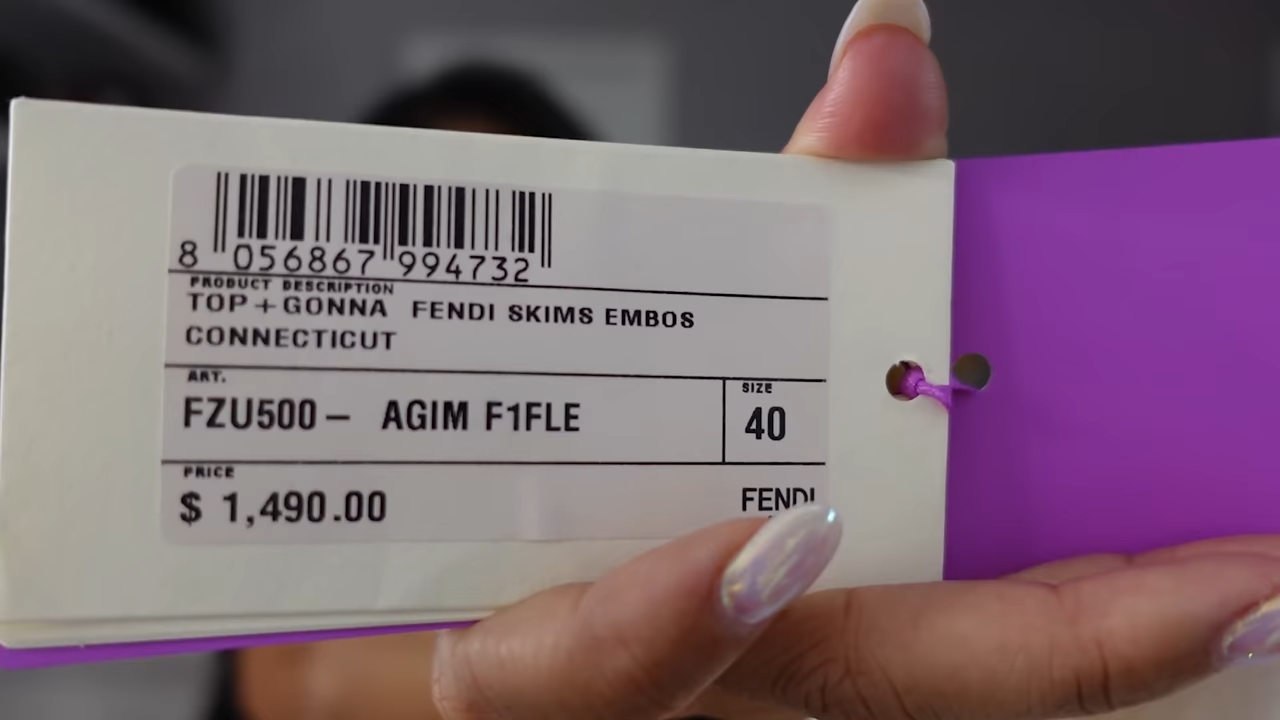 8 056867 994732
PRODUCT DESCRIPTION
TOP+GONNA FENDI SKIMS EMBOS
CONNECTICUT
ART.
FZU500– AGIM F1FLE
SIZE
40
PRICE
$ 1,490.00
FENDI